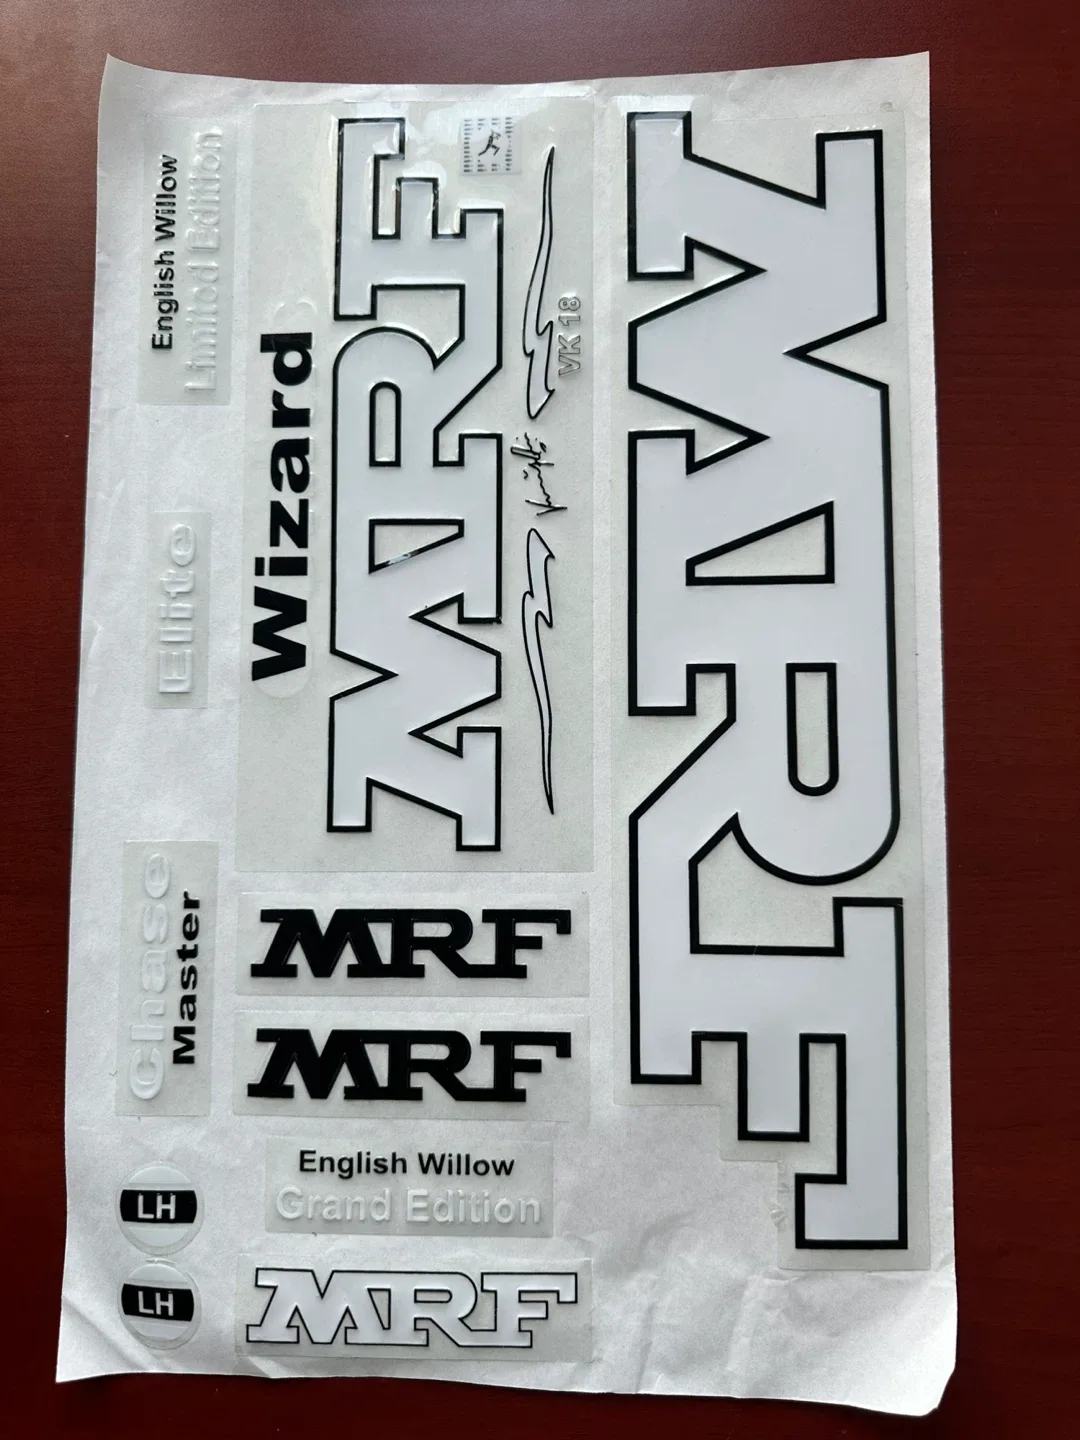 English Willow
Limited Edition
Elite
Chase
Master
LH
LH
Wizard
MRF
VK 18
MRF
MRF
English Willow
Grand Edition
MRF
MRF